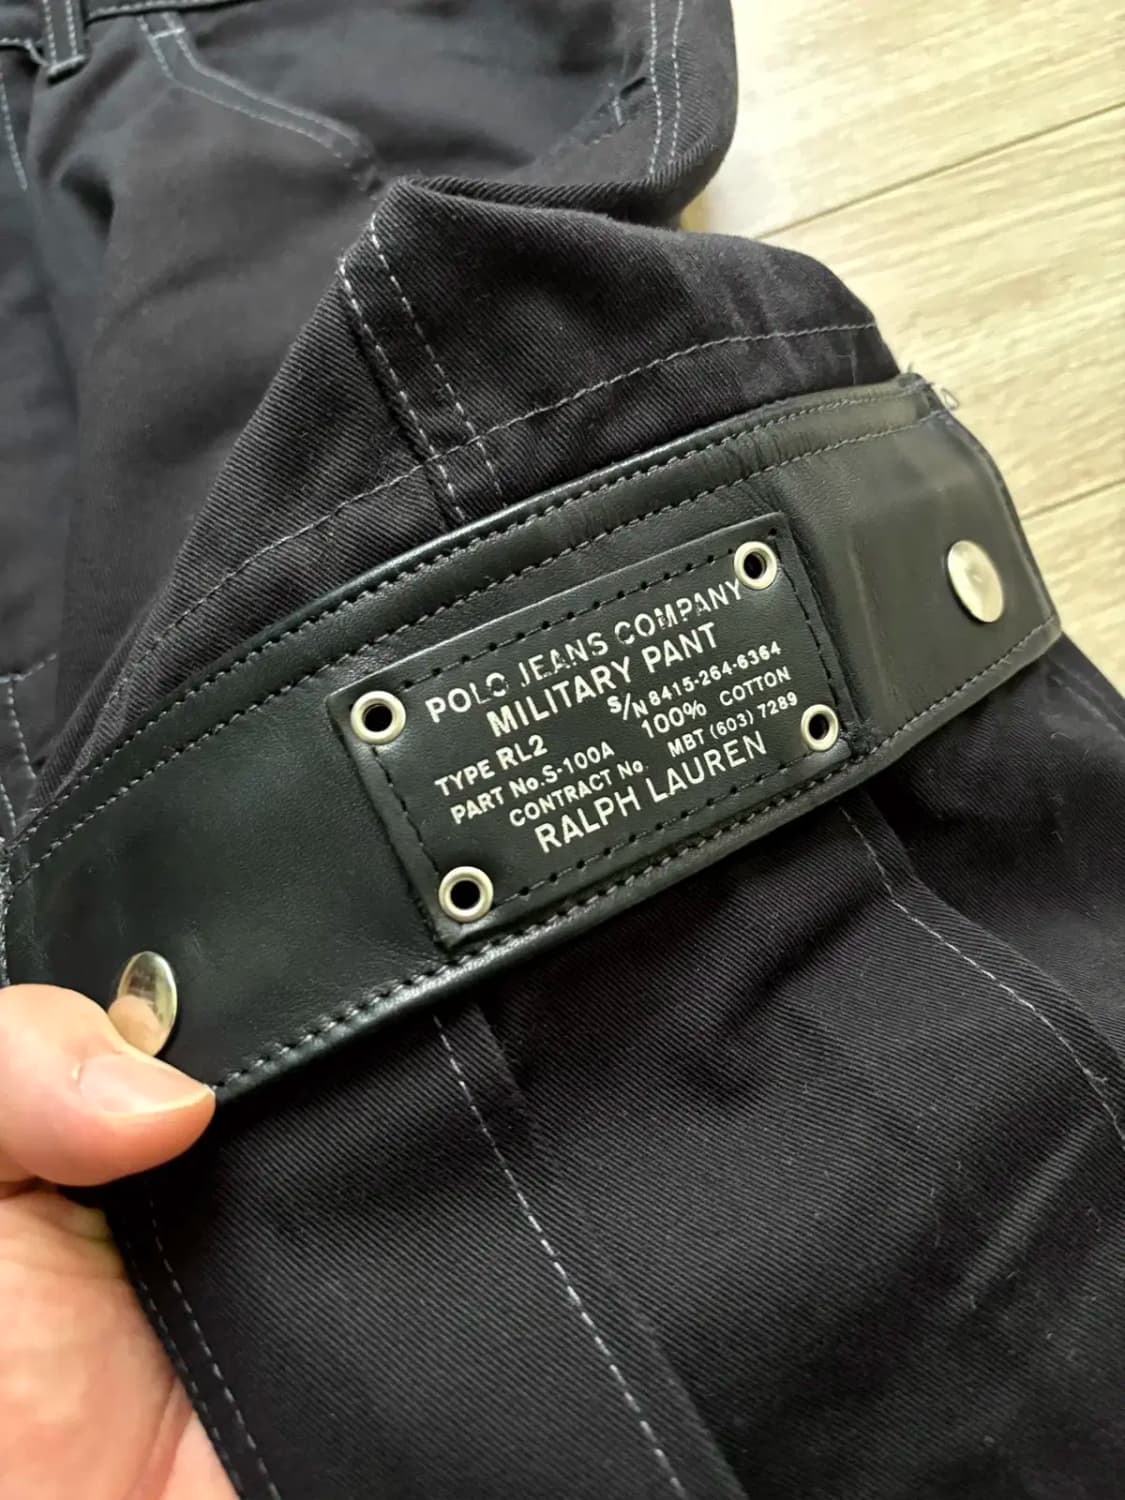 POLO JEANS COMPANY
MILITARY PANT
TYPE RL2 S/N 8415-264-6364
PART No.S-100A 100% COTTON
CONTRACT No. MBT (603) 7289
RALPH LAUREN